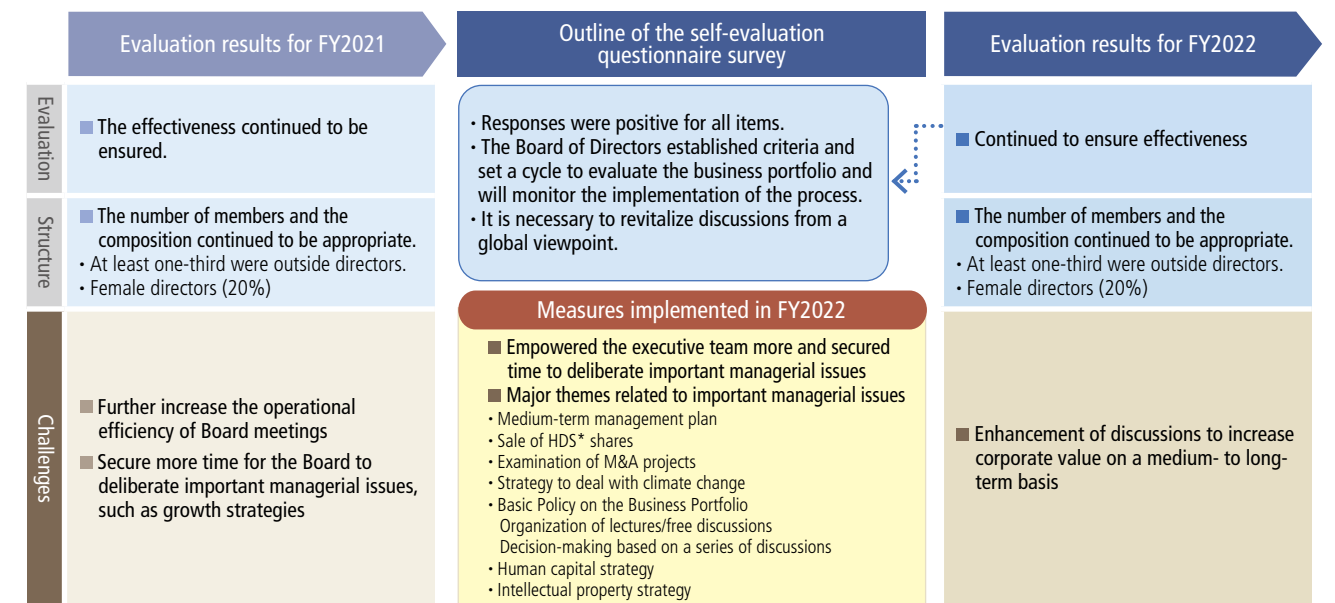 Evaluation results for FY2021
Outline of the self-evaluation
questionnaire survey
Evaluation results for FY2022
Evaluation
■ The effectiveness continued to be
ensured.
• Responses were positive for all items.
• The Board of Directors established criteria and
set a cycle to evaluate the business portfolio and
will monitor the implementation of the process.
• It is necessary to revitalize discussions from a
global viewpoint.
■ Continued to ensure effectiveness
Structure
■ The number of members and the
composition continued to be appropriate.
• At least one-third were outside directors.
• Female directors (20%)
■ The number of members and the
composition continued to be appropriate.
• At least one-third were outside directors.
• Female directors (20%)
Challenges
■ Further increase the operational
efficiency of Board meetings
■ Secure more time for the Board to
deliberate important managerial issues,
such as growth strategies
Measures implemented in FY2022
■ Empowered the executive team more and secured
time to deliberate important managerial issues
■ Major themes related to important managerial issues
• Medium-term management plan
• Sale of HDS* shares
• Examination of M&A projects
• Strategy to deal with climate change
• Basic Policy on the Business Portfolio
Organization of lectures/free discussions
Decision-making based on a series of discussions
• Human capital strategy
• Intellectual property strategy
■ Enhancement of discussions to increase
corporate value on a medium- to long-
term basis